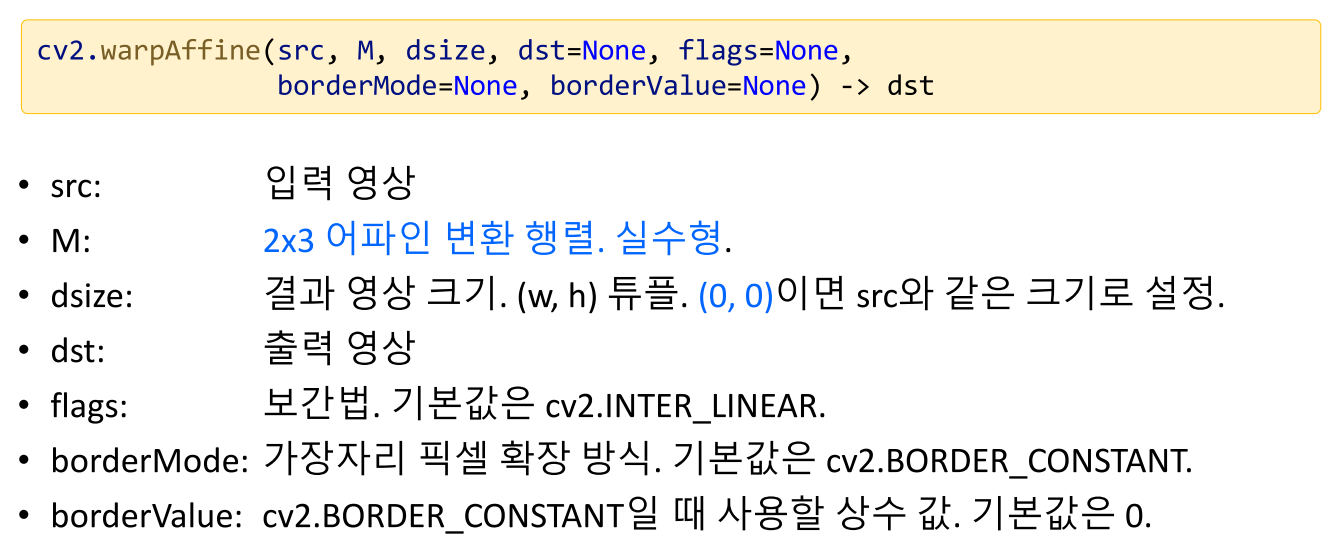 cv2.warpAffine(src, M, dsize, dst=None, flags=None,
borderMode=None, borderValue=None) -> dst
• src: 입력 영상
• M: 2x3 어파인 변환 행렬. 실수형.
• dsize: 결과 영상 크기. (w, h) 튜플. (0, 0)이면 src와 같은 크기로 설정.
• dst: 출력 영상
• flags: 보간법. 기본값은 cv2.INTER_LINEAR.
• borderMode: 가장자리 픽셀 확장 방식. 기본값은 cv2.BORDER_CONSTANT.
• borderValue: cv2.BORDER_CONSTANT일 때 사용할 상수 값. 기본값은 0.